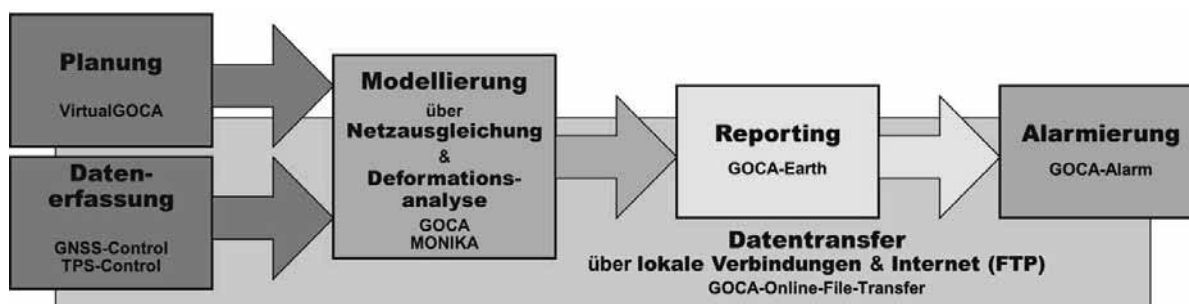 Planung
VirtualGOCA
Daten-
erfassung
GNSS-Control
TPS-Control
Modellierung
über
Netzausgleichung
&
Deformations-
analyse
GOCA
MONIKA
Reporting
GOCA-Earth
Alarmierung
GOCA-Alarm
Datentransfer
über lokale Verbindungen & Internet (FTP)
GOCA-Online-File-Transfer